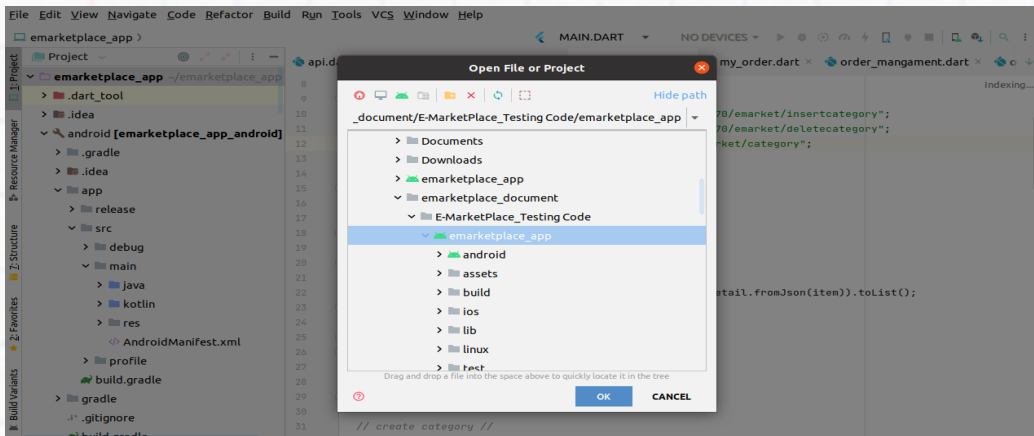 File Edit View Navigate Code Refactor Build Run Tools VCS Window Help
emarketplace_app
MAIN.DART
NO DEVICES
1: Project
Resource Manager
Z: Structure
2: Favorites
Build Variants
Project
emarketplace_app ~/emarketplace_app
.dart_tool
.idea
android [emarketplace_app_android]
.gradle
.idea
app
release
src
debug
main
java
kotlin
res
AndroidManifest.xml
profile
build.gradle
gradle
.gitignore
build.gradle
api.d
my_order.dart
order_mangament.dart
o
Indexing...
8
9
10
11
12
13
14
15
16
17
18
19
20
21
22
23
24
25
26
27
28
29
30
31
70/emarket/insertcategory";
70/emarket/deletecategory";
rket/category";
etail.fromJson(item)).toList();
// create category //
Open File or Project
Hide path
_document/E-MarketPlace_Testing Code/emarketplace_app
Documents
Downloads
emarketplace_app
emarketplace_document
E-MarketPlace_Testing Code
emarketplace_app
android
assets
build
ios
lib
linux
test
Drag and drop a file into the space above to quickly locate it in the tree
OK
CANCEL